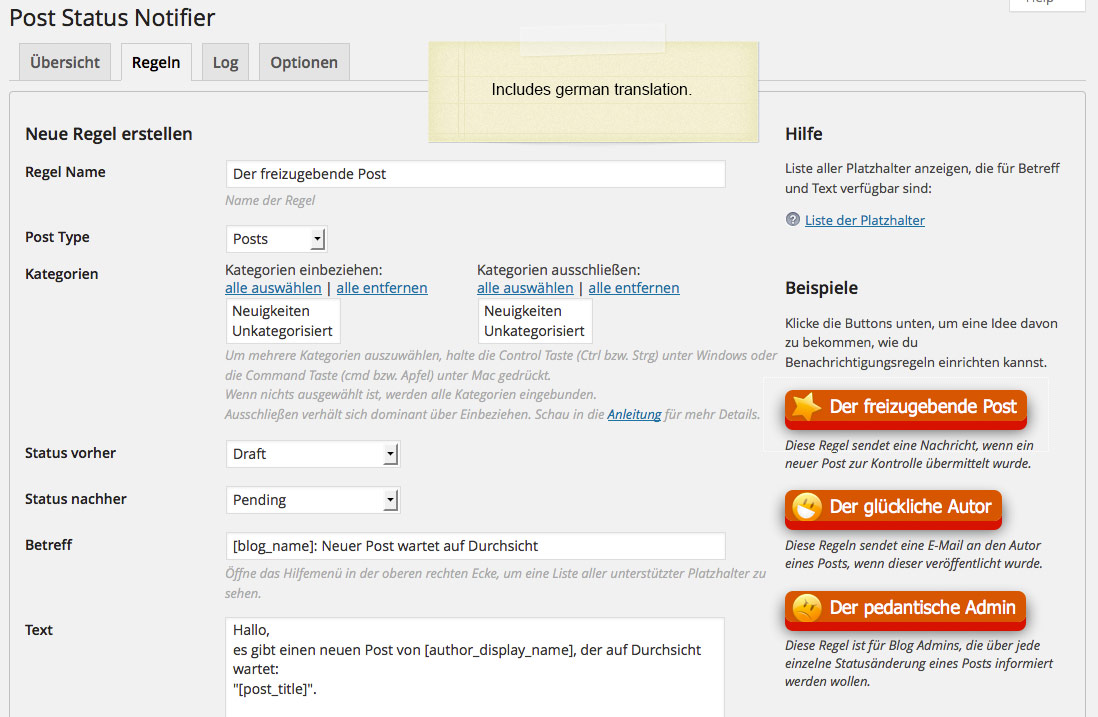 Post Status Notifier
Help
Übersicht
Regeln
Log
Optionen
Includes german translation.
Neue Regel erstellen
Regel Name
Der freizugebende Post
Name der Regel
Post Type
Posts
Kategorien
Kategorien einbeziehen:
alle auswählen | alle entfernen
Neuigkeiten
Unkategorisiert
Kategorien ausschließen:
alle auswählen | alle entfernen
Neuigkeiten
Unkategorisiert
Um mehrere Kategorien auszuwählen, halte die Control Taste (Ctrl bzw. Strg) unter Windows oder
die Command Taste (cmd bzw. Apfel) unter Mac gedrückt.
Wenn nichts ausgewählt ist, werden alle Kategorien eingebunden.
Ausschließen verhält sich dominant über Einbeziehen. Schau in die Anleitung für mehr Details.
Status vorher
Draft
Status nachher
Pending
Betreff
[blog_name]: Neuer Post wartet auf Durchsicht
Öffne das Hilfemenü in der oberen rechten Ecke, um eine Liste aller unterstützter Platzhalter zu
sehen.
Text
Hallo,
es gibt einen neuen Post von [author_display_name], der auf Durchsicht
wartet:
"[post_title]".
Hilfe
Liste aller Platzhalter anzeigen, die für Betreff
und Text verfügbar sind:
Liste der Platzhalter
Beispiele
Klicke die Buttons unten, um eine Idee davon
zu bekommen, wie du
Benachrichtigungsregeln einrichten kannst.
Der freizugebende Post
Diese Regel sendet eine Nachricht, wenn ein
neuer Post zur Kontrolle übermittelt wurde.
Der glückliche Autor
Diese Regeln sendet eine E-Mail an den Autor
eines Posts, wenn dieser veröffentlicht wurde.
Der pedantische Admin
Diese Regel ist für Blog Admins, die über jede
einzelne Statusänderung eines Posts informiert
werden wollen.